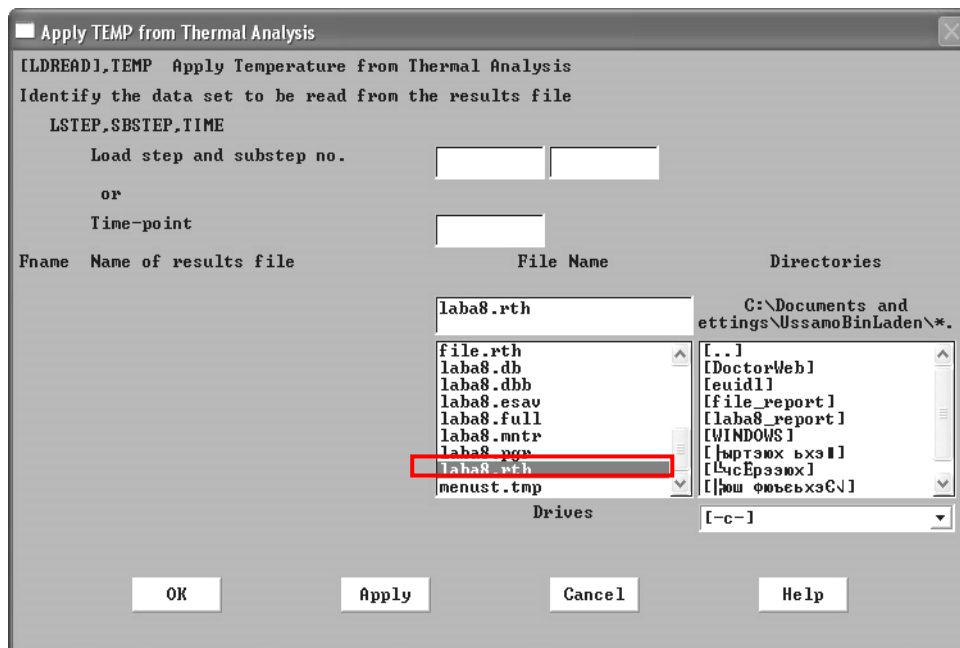 Apply TEMP from Thermal Analysis
[LDREAD],TEMP Apply Temperature from Thermal Analysis
Identify the data set to be read from the results file
LSTEP,SBSTEP,TIME
Load step and substep no.
or
Time-point
Fname Name of results file
File Name
Directories
laba8.rth
C:\Documents and
ettings\UssamoBinLaden\*.
file.rth
laba8.db
laba8.dbb
laba8.esav
laba8.full
laba8.mntr
laba8.pgr
laba8.rth
menust.tmp
[..]
[DoctorWeb]
[euidl]
[file_report]
[laba8_report]
[WINDOWS]
Drives
[-c-]
OK
Apply
Cancel
Help